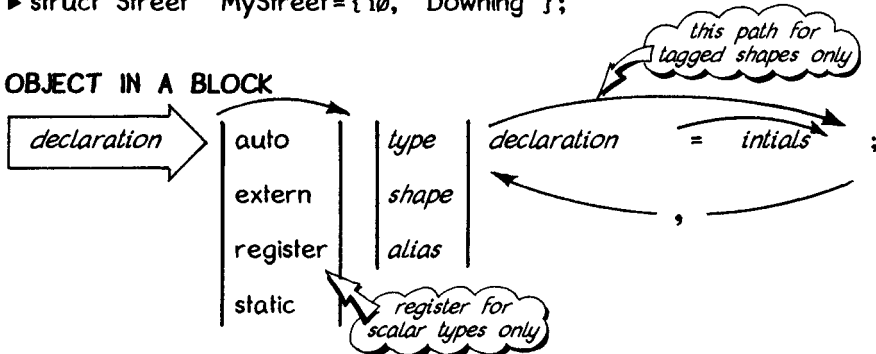 ▶ struct Street MyStreet={10, "Downing"};
this path for
tagged shapes only
OBJECT IN A BLOCK
declaration auto type declaration = intials ;
extern shape
,
register alias
static
register for
scalar types only